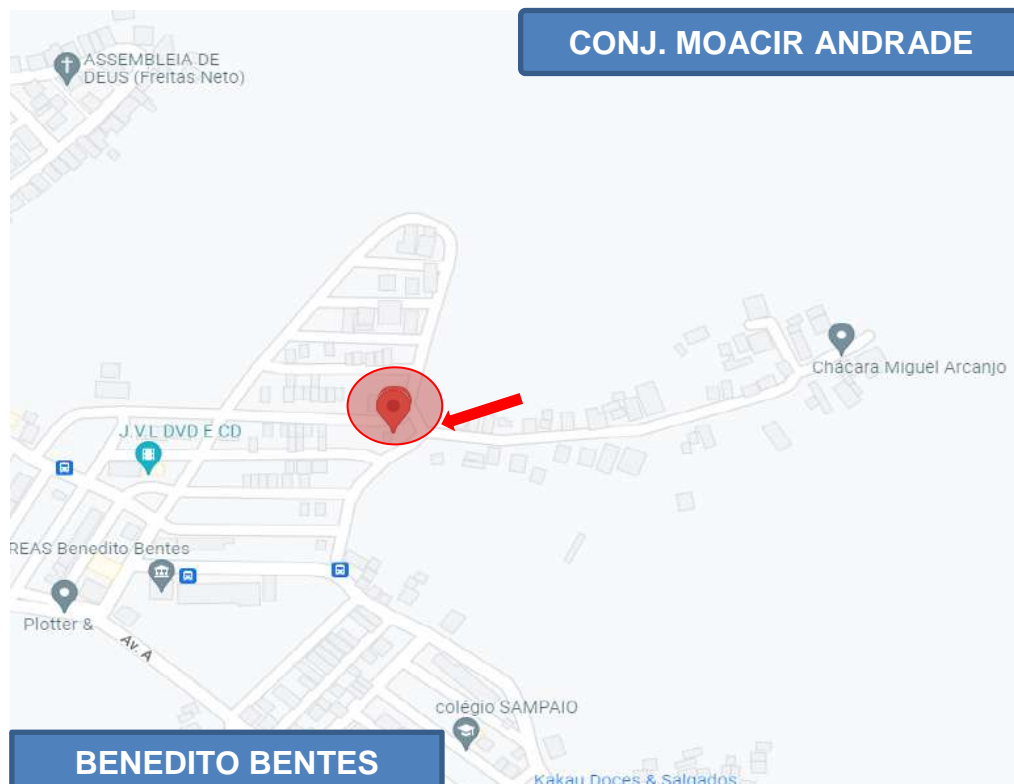 CONJ. MOACIR ANDRADE
ASSEMBLEIA DE
DEUS (Freitas Neto)
Chácara Miguel Arcanjo
J.V.L DVD E CD
REAS Benedito Bentes
Plotter &
Av. A
colégio SAMPAIO
BENEDITO BENTES
Kakau Doces & Salgados